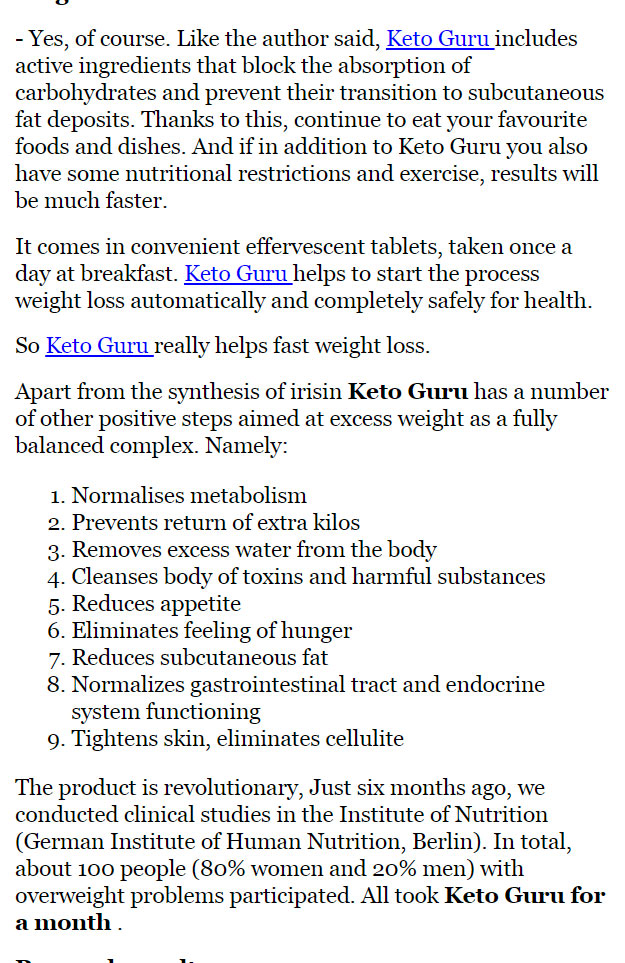 - Yes, of course. Like the author said, Keto Guru includes
active ingredients that block the absorption of
carbohydrates and prevent their transition to subcutaneous
fat deposits. Thanks to this, continue to eat your favourite
foods and dishes. And if in addition to Keto Guru you also
have some nutritional restrictions and exercise, results will
be much faster.
It comes in convenient effervescent tablets, taken once a
day at breakfast. Keto Guru helps to start the process
weight loss automatically and completely safely for health.
So Keto Guru really helps fast weight loss.
Apart from the synthesis of irisin Keto Guru has a number
of other positive steps aimed at excess weight as a fully
balanced complex. Namely:
1. Normalises metabolism
2. Prevents return of extra kilos
3. Removes excess water from the body
4. Cleanses body of toxins and harmful substances
5. Reduces appetite
6. Eliminates feeling of hunger
7. Reduces subcutaneous fat
8. Normalizes gastrointestinal tract and endocrine
system functioning
9. Tightens skin, eliminates cellulite
The product is revolutionary, Just six months ago, we
conducted clinical studies in the Institute of Nutrition
(German Institute of Human Nutrition, Berlin). In total,
about 100 people (80% women and 20% men) with
overweight problems participated. All took Keto Guru for
a month .